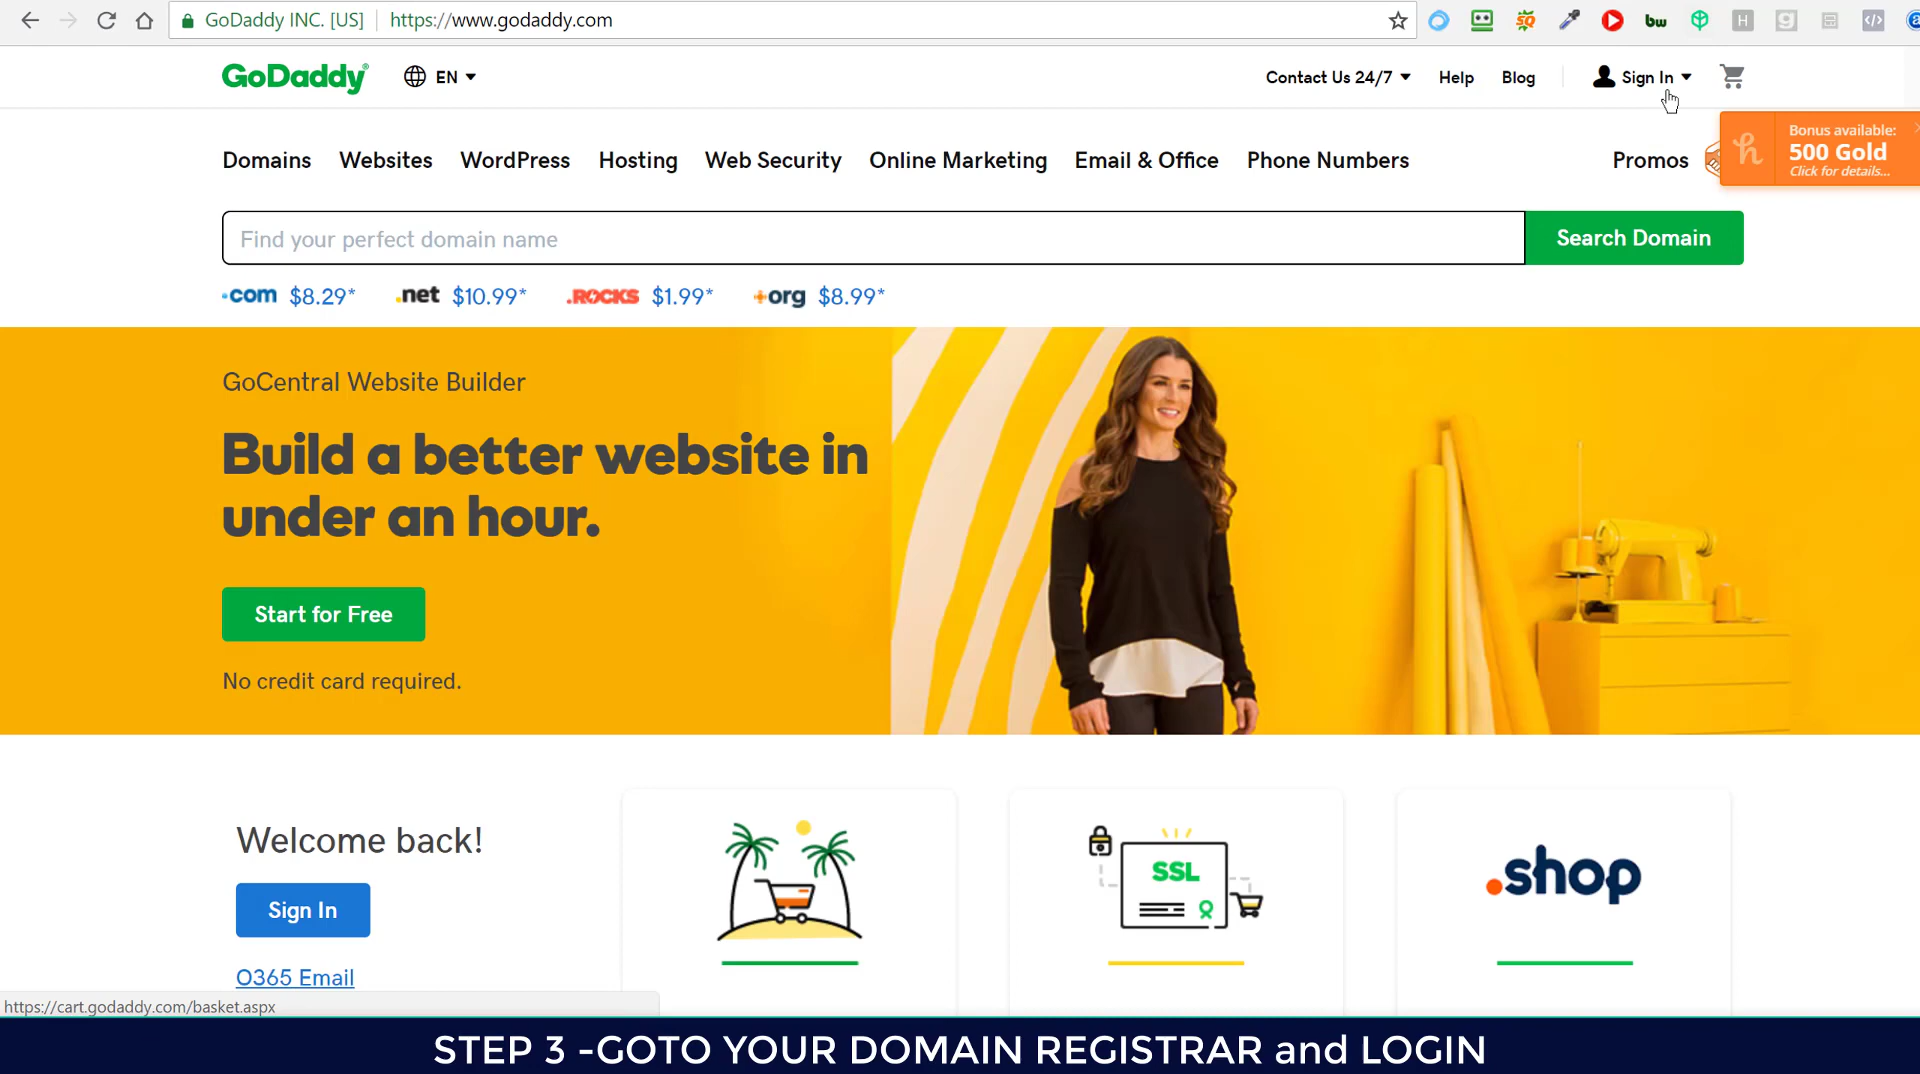 GoDaddy INC. [US] https://www.godaddy.com
SQ
bw
H
g
</>
GoDaddy
EN
Contact Us 24/7
Help
Blog
Sign In
Bonus available:
500 Gold
Click for details...
Domains
Websites
WordPress
Hosting
Web Security
Online Marketing
Email & Office
Phone Numbers
Promos
Find your perfect domain name
Search Domain
.com $8.29*
.net $10.99*
.ROCKS $1.99*
org $8.99*
GoCentral Website Builder
Build a better website in
under an hour.
Start for Free
No credit card required.
Welcome back!
Sign In
O365 Email
SSL
.shop
https://cart.godaddy.com/basket.aspx
STEP 3 -GOTO YOUR DOMAIN REGISTRAR and LOGIN